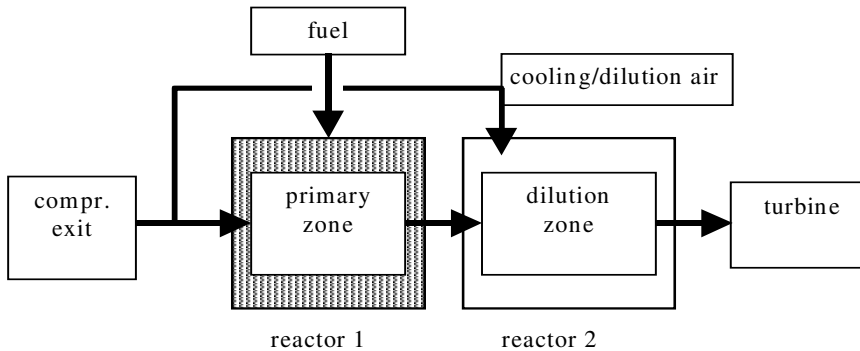 fuel
cooling/dilution air
compr.
exit
primary
zone
dilution
zone
turbine
reactor 1
reactor 2